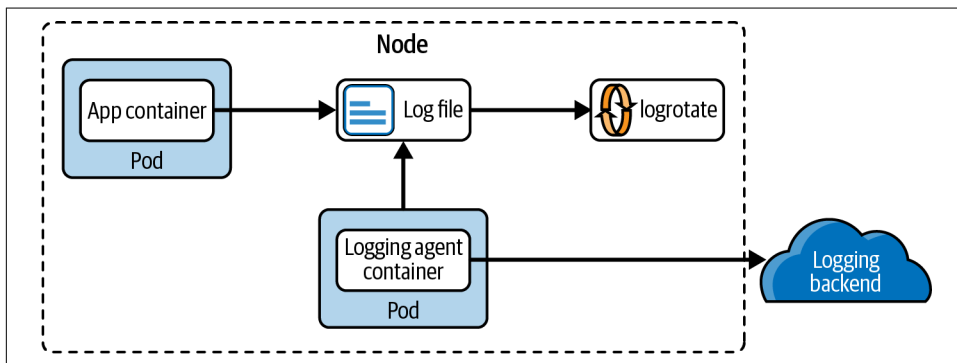 Node
App container
Pod
Log file
logrotate
Logging agent
container
Pod
Logging
backend